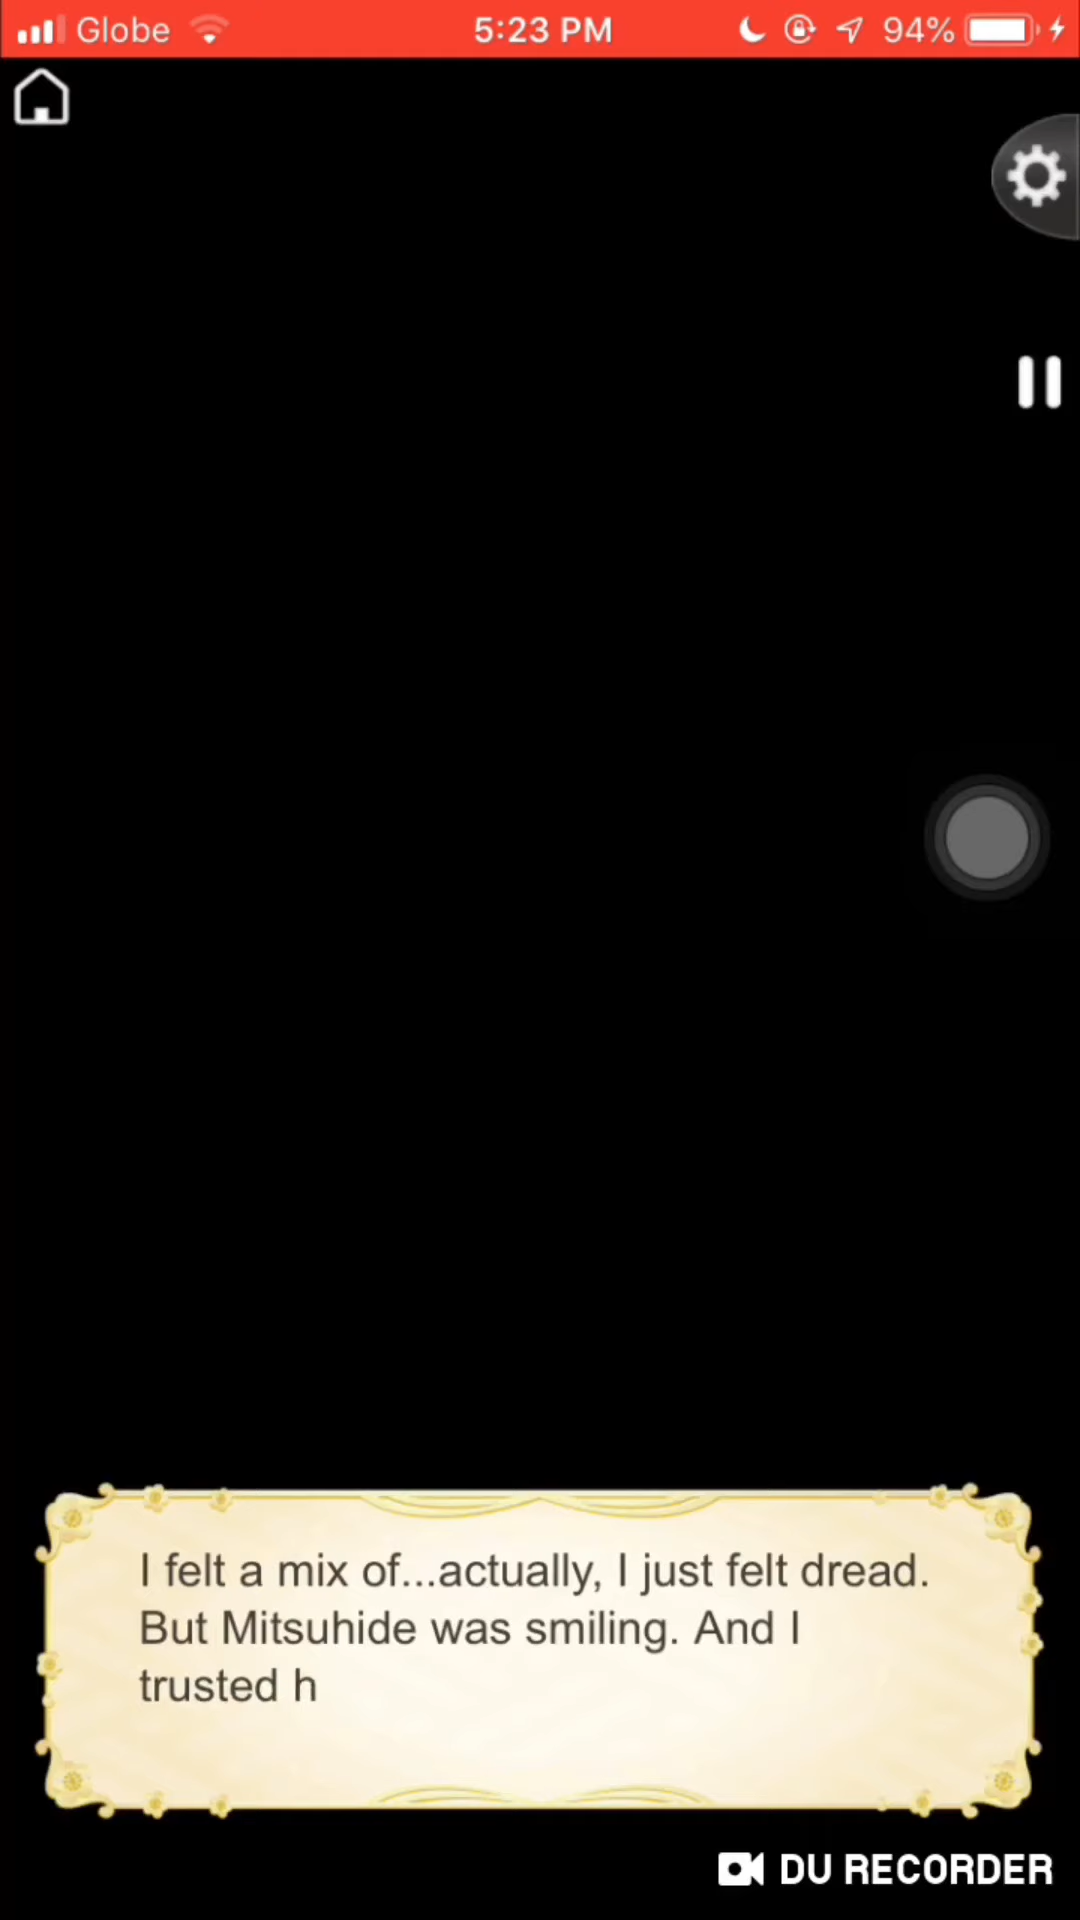 Globe
5:23 PM
94%
I felt a mix of...actually, I just felt dread.
But Mitsuhide was smiling. And I
trusted h
DU RECORDER